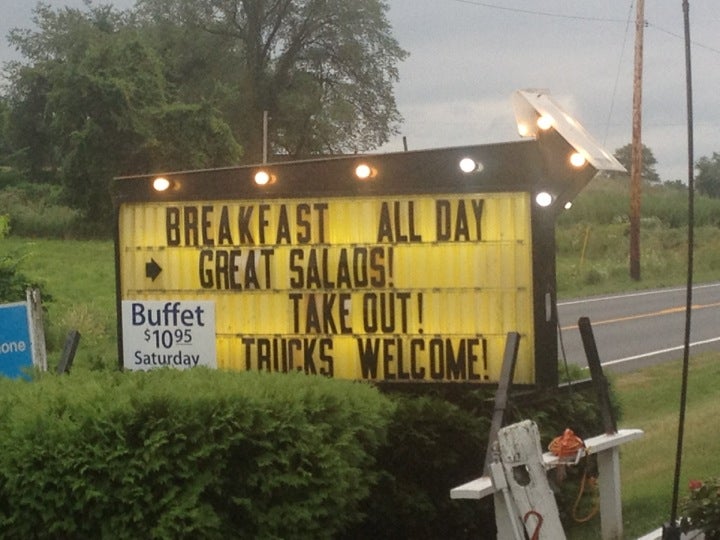 BREAKFAST ALL DAY
GREAT SALADS!
TAKE OUT!
TRUCKS WELCOME!
Buffet
$10 95
Saturday
one